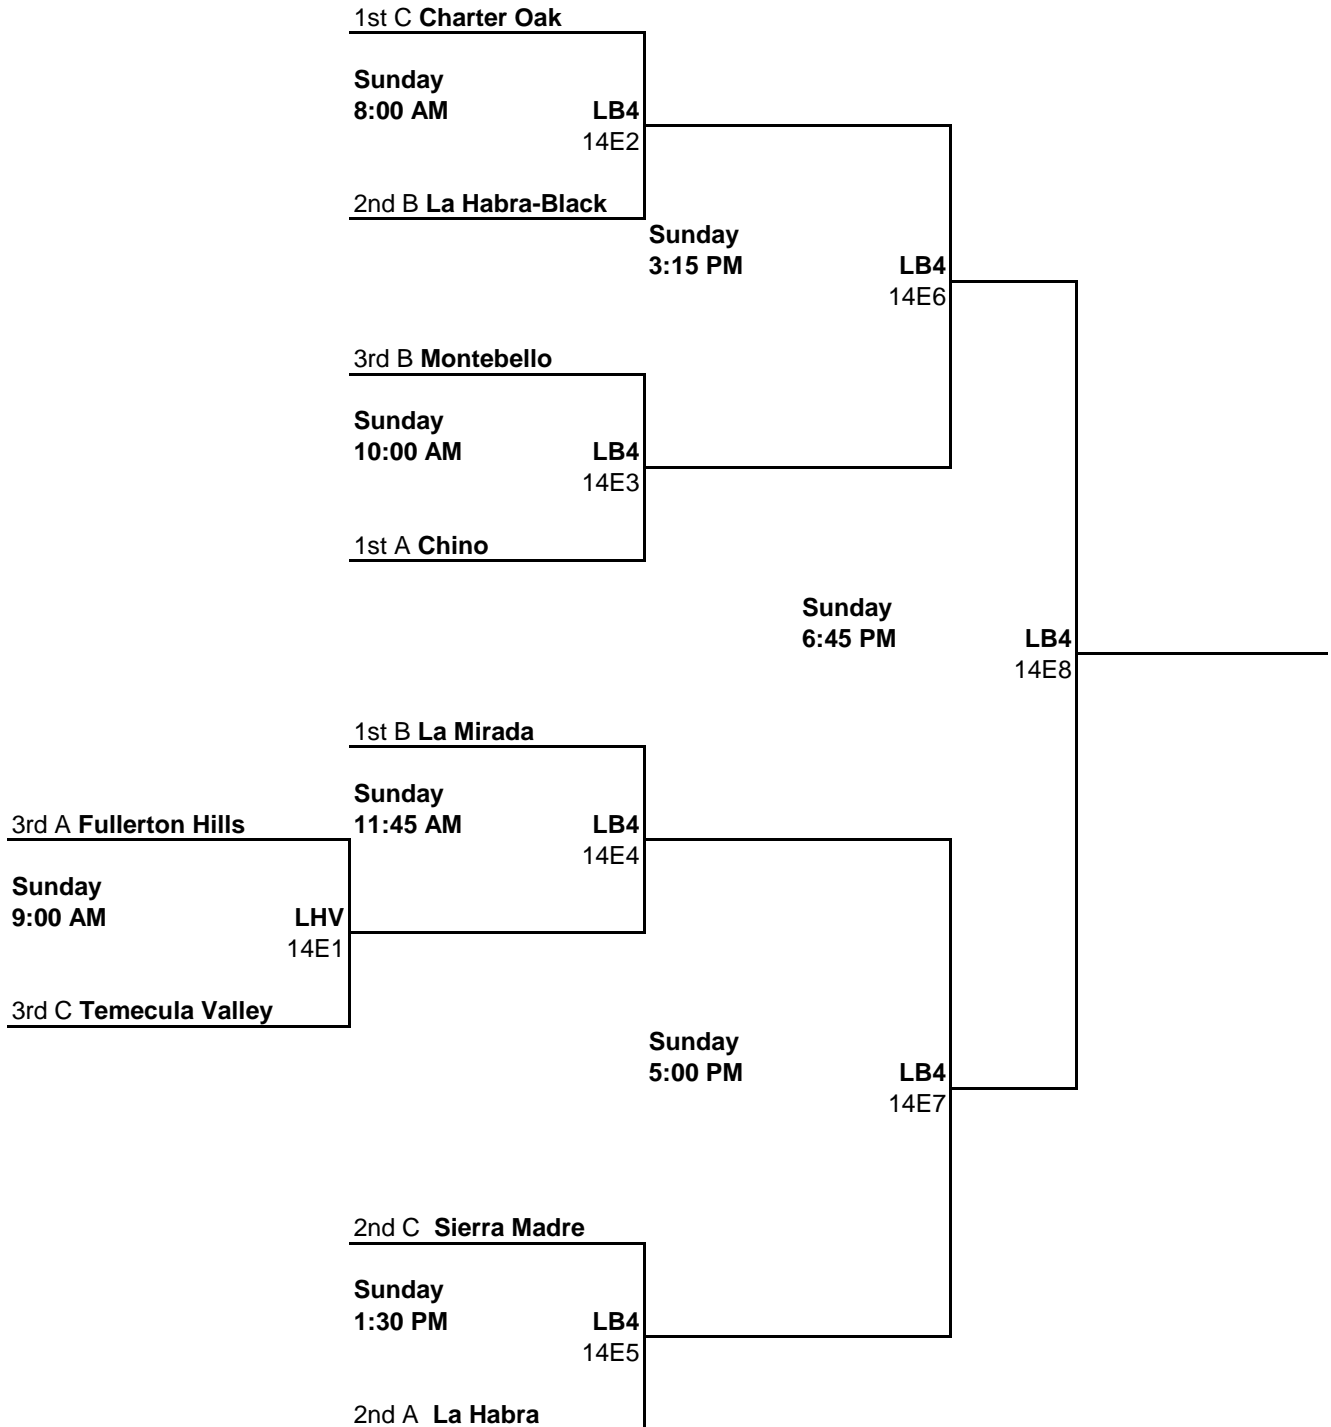 1st C Charter Oak
Sunday
8:00 AM LB4
14E2
2nd B La Habra-Black
Sunday
3:15 PM LB4
14E6
3rd B Montebello
Sunday
10:00 AM LB4
14E3
1st A Chino
Sunday
6:45 PM LB4
14E8
1st B La Mirada
Sunday
3rd A Fullerton Hills 11:45 AM LB4
14E4
Sunday
9:00 AM LHV
14E1
3rd C Temecula Valley
Sunday
5:00 PM LB4
14E7
2nd C Sierra Madre
Sunday
1:30 PM LB4
14E5
2nd A La Habra